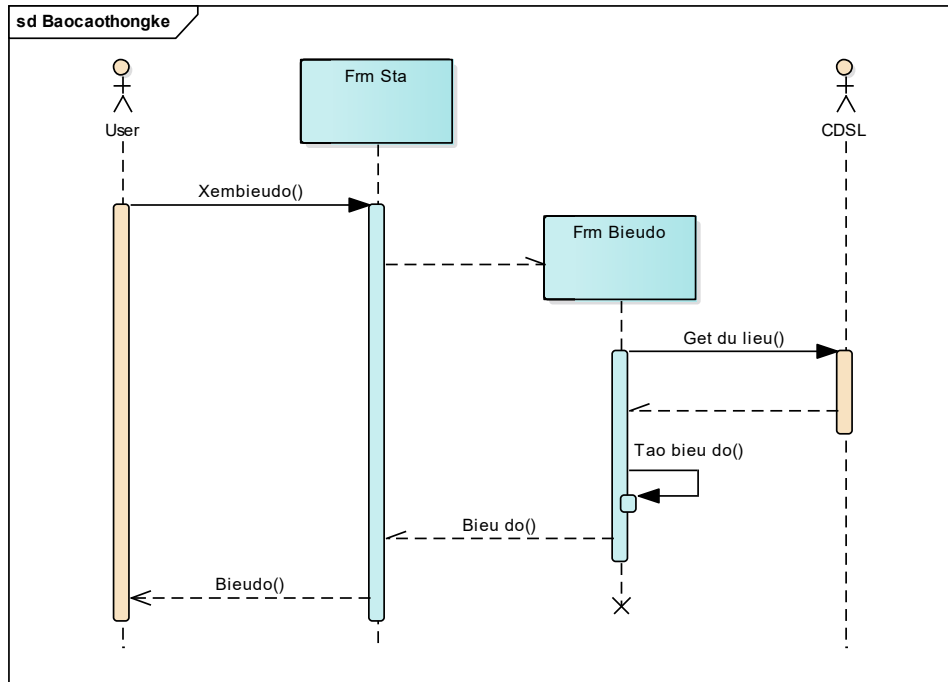 sd Baocaothongke
User
Frm Sta
CDSL
Xembieudo()
Frm Bieudo
Get du lieu()
Tao bieu do()
Bieu do()
Bieudo()